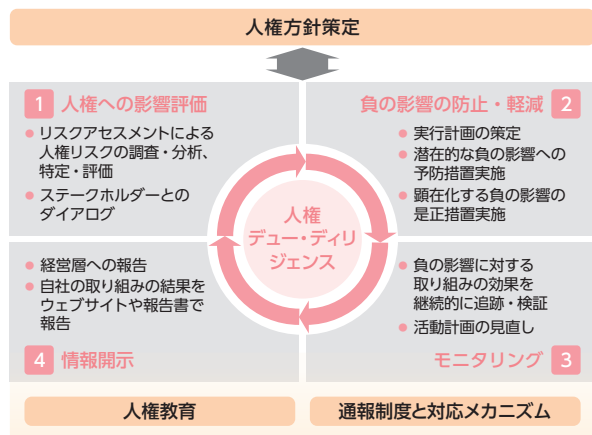 人権方針策定
1 人権への影響評価
● リスクアセスメントによる
人権リスクの調査・分析、
特定・評価
● ステークホルダーとの
ダイアログ
負の影響の防止・軽減 2
● 実行計画の策定
● 潜在的な負の影響への
予防措置実施
● 顕在化する負の影響の
是正措置実施
人権
デュー・ディリ
ジェンス
● 負の影響に対する
取り組みの効果を
継続的に追跡・検証
● 活動計画の見直し
モニタリング 3
● 経営層への報告
● 自社の取り組みの結果を
ウェブサイトや報告書で
報告
4 情報開示
人権教育
通報制度と対応メカニズム